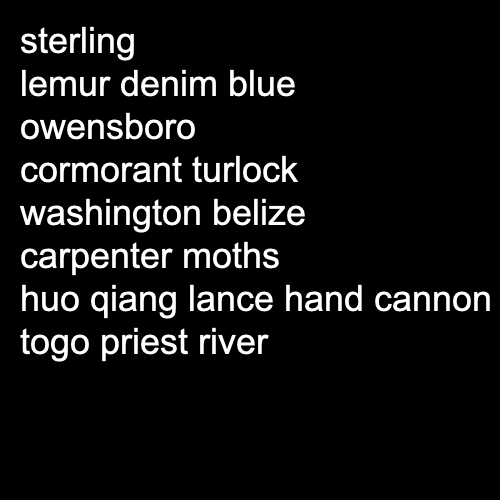 sterling
lemur denim blue
owensboro
cormorant turlock
washington belize
carpenter moths
huo qiang lance hand cannon
togo priest river